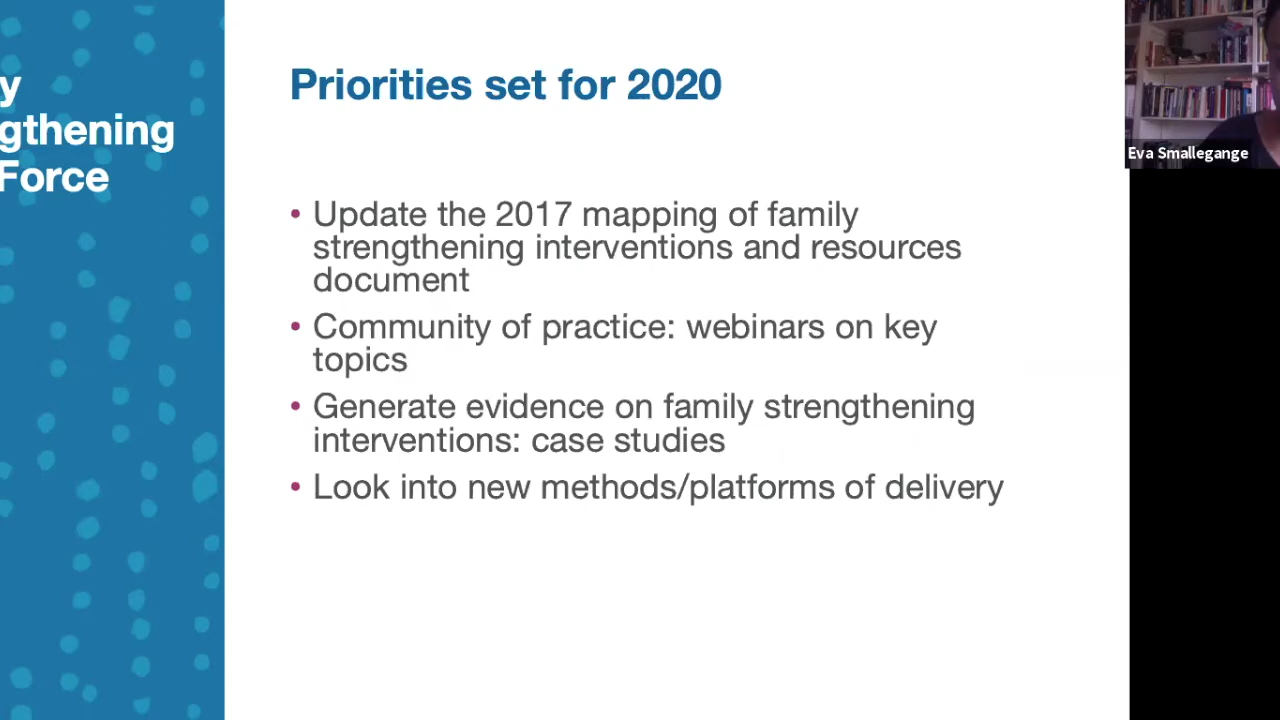 y
gthening
Force
Priorities set for 2020
• Update the 2017 mapping of family
strengthening interventions and resources
document
• Community of practice: webinars on key
topics
• Generate evidence on family strengthening
interventions: case studies
• Look into new methods/platforms of delivery
Eva Smallegange